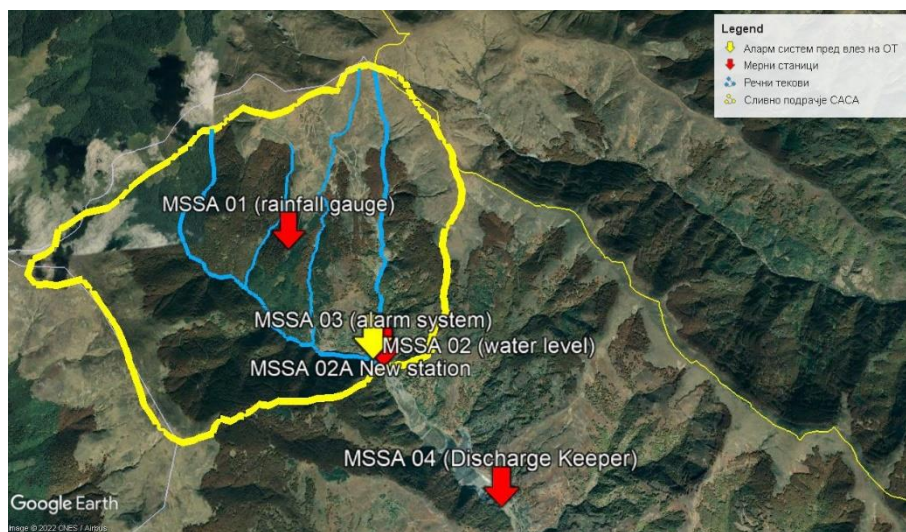 Legend
Аларм систем пред влез на ОТ
Мерни станици
Речни текови
Сливно подрачје САСА
MSSA 01 (rainfall gauge)
MSSA 03 (alarm system)
MSSA 02 (water level)
MSSA 02A New station
MSSA 04 (Discharge Keeper)
Google Earth
Image © 2022 CNES / Airbus